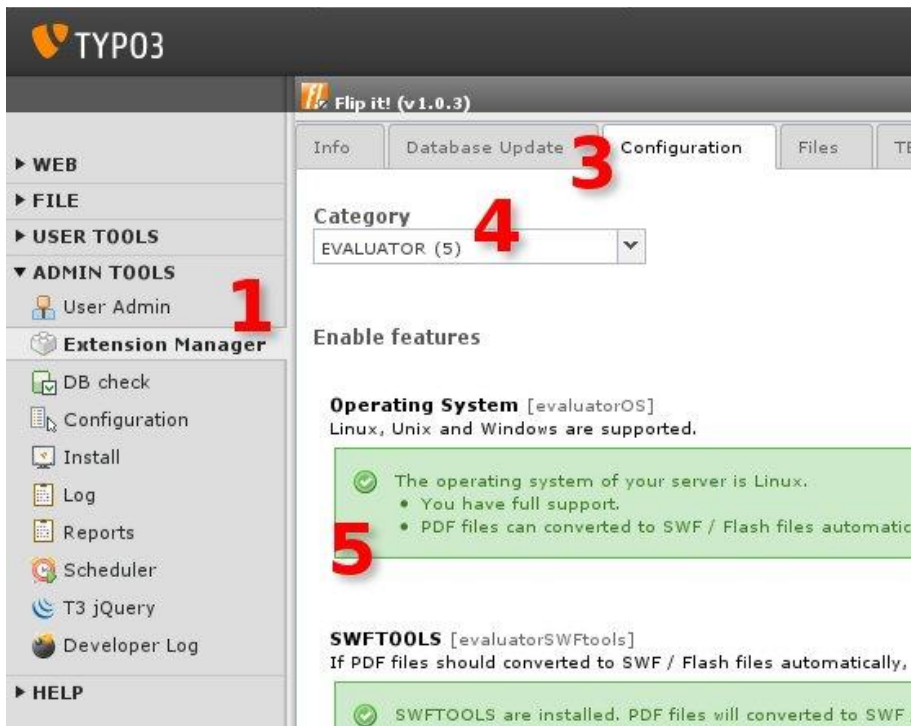 TYPO3
Flip it! (v1.0.3)
Info Database Update 3 Configuration Files
WEB
FILE
USER TOOLS
ADMIN TOOLS
1
User Admin
Extension Manager
DB check
Configuration
Install
Log
Reports
Scheduler
T3 jQuery
Developer Log
HELP
Category 4
EVALUATOR (5)
Enable features
Operating System [evaluatorOS]
Linux, Unix and Windows are supported.
The operating system of your server is Linux.
• You have full support.
• PDF files can converted to SWF / Flash files automatic
5
SWFTOOLS [evaluatorSWFtools]
If PDF files should converted to SWF / Flash files automatically,
SWFTOOLS are installed. PDF files will converted to SWF